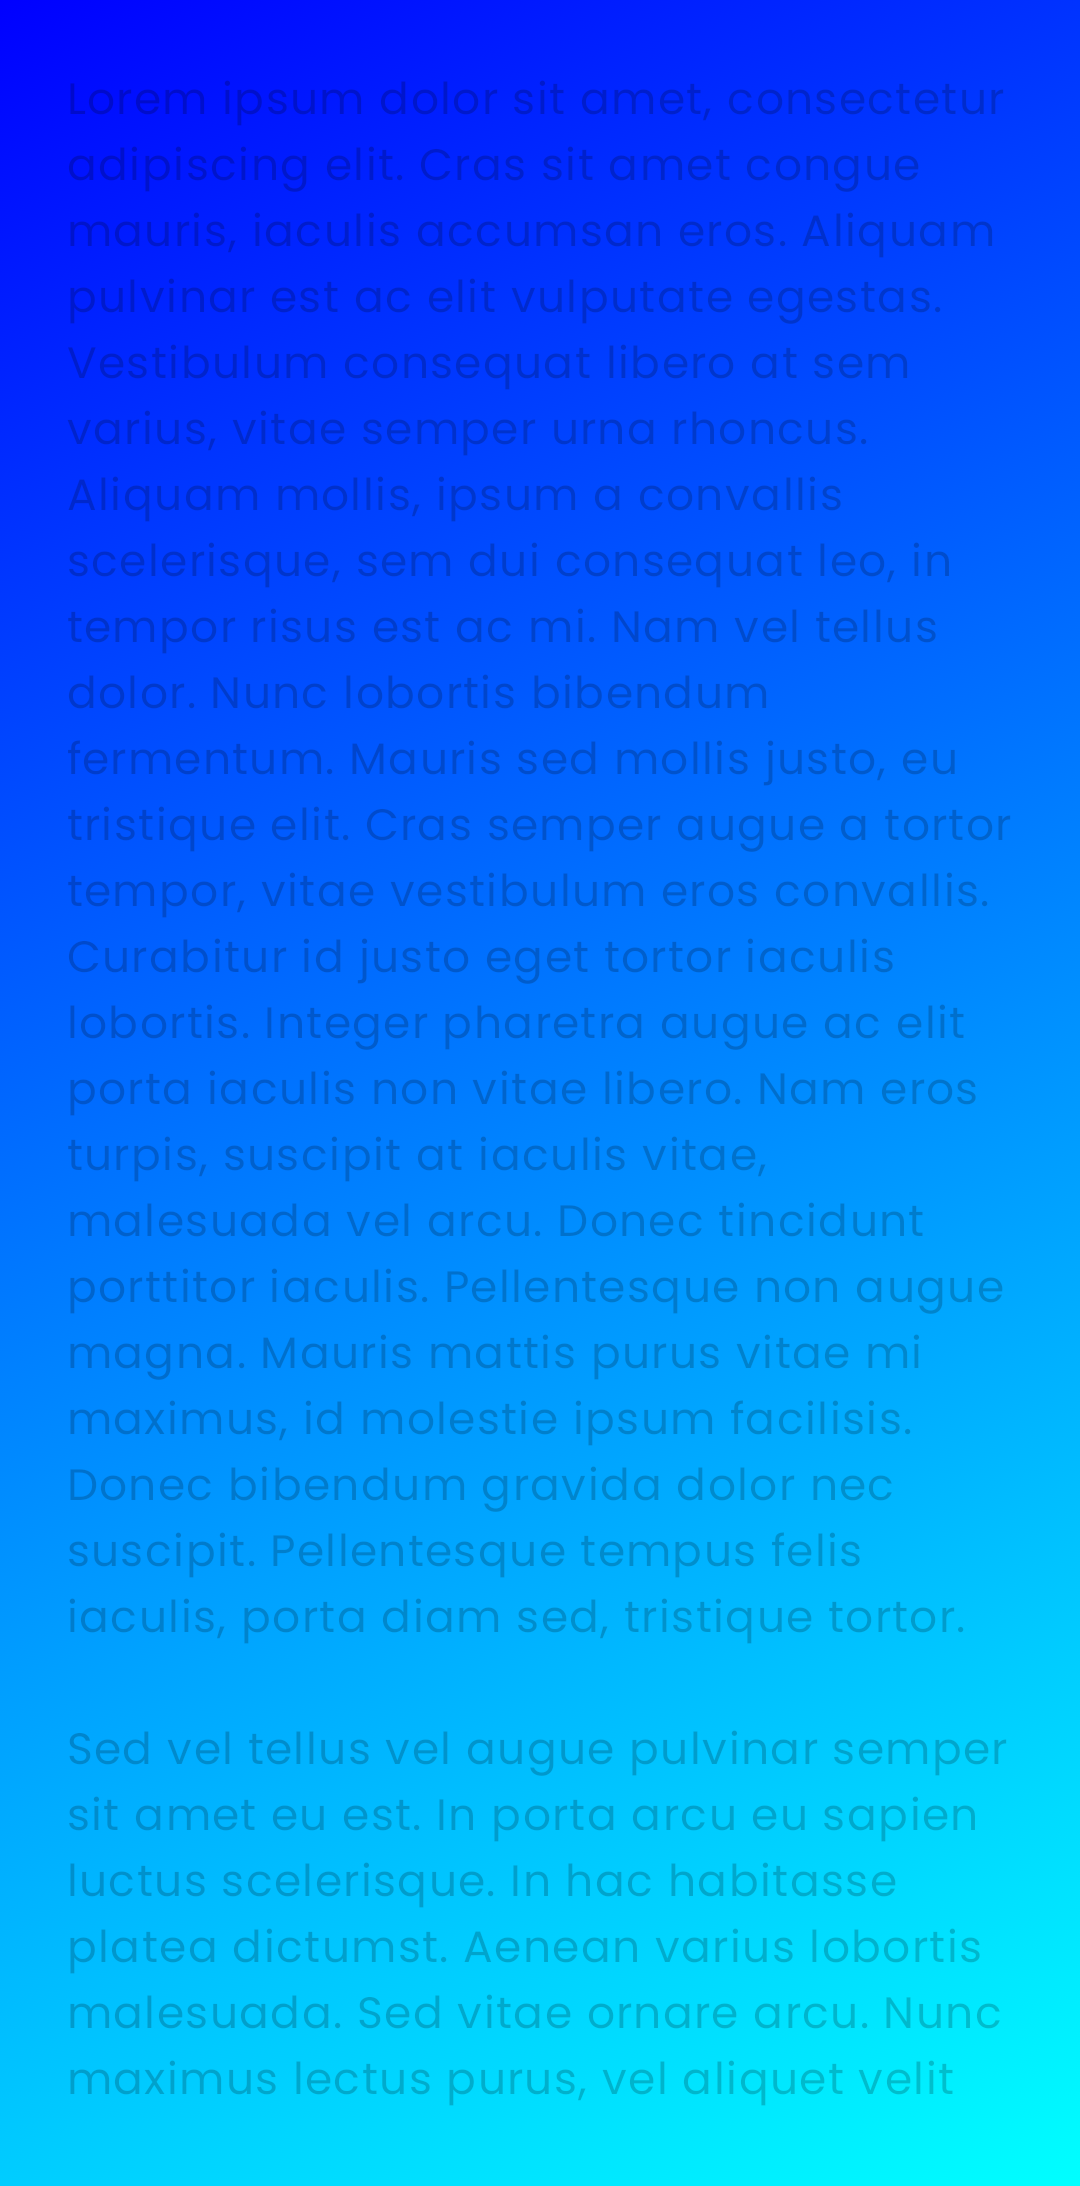 Lorem ipsum dolor sit amet, consectetur
adipiscing elit. Cras sit amet congue
mauris, iaculis accumsan eros. Aliquam
pulvinar est ac elit vulputate egestas.
Vestibulum consequat libero at sem
varius, vitae semper urna rhoncus.
Aliquam mollis, ipsum a convallis
scelerisque, sem dui consequat leo, in
tempor risus est ac mi. Nam vel tellus
dolor. Nunc lobortis bibendum
fermentum. Mauris sed mollis justo, eu
tristique elit. Cras semper augue a tortor
tempor, vitae vestibulum eros convallis.
Curabitur id justo eget tortor iaculis
lobortis. Integer pharetra augue ac elit
porta iaculis non vitae libero. Nam eros
turpis, suscipit at iaculis vitae,
malesuada vel arcu. Donec tincidunt
porttitor iaculis. Pellentesque non augue
magna. Mauris mattis purus vitae mi
maximus, id molestie ipsum facilisis.
Donec bibendum gravida dolor nec
suscipit. Pellentesque tempus felis
iaculis, porta diam sed, tristique tortor.
Sed vel tellus vel augue pulvinar semper
sit amet eu est. In porta arcu eu sapien
luctus scelerisque. In hac habitasse
platea dictumst. Aenean varius lobortis
malesuada. Sed vitae ornare arcu. Nunc
maximus lectus purus, vel aliquet velit